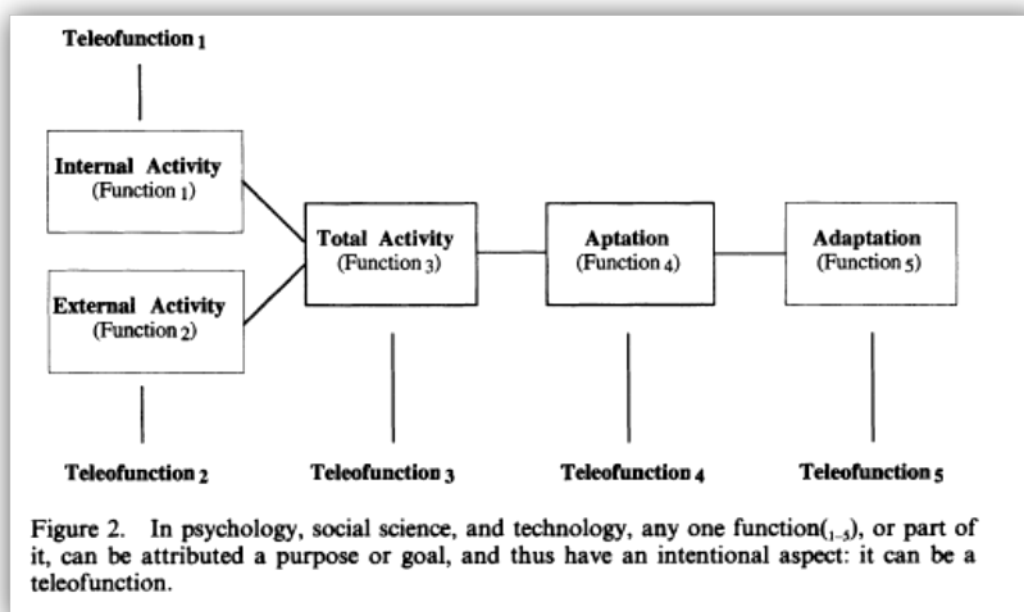 Teleofunction 1
Internal Activity
(Function 1)
External Activity
(Function 2)
Total Activity
(Function 3)
Aptation
(Function 4)
Adaptation
(Function 5)
Teleofunction 2
Teleofunction 3
Teleofunction 4
Teleofunction 5
Figure 2. In psychology, social science, and technology, any one function(1-5), or part of
it, can be attributed a purpose or goal, and thus have an intentional aspect: it can be a
teleofunction.